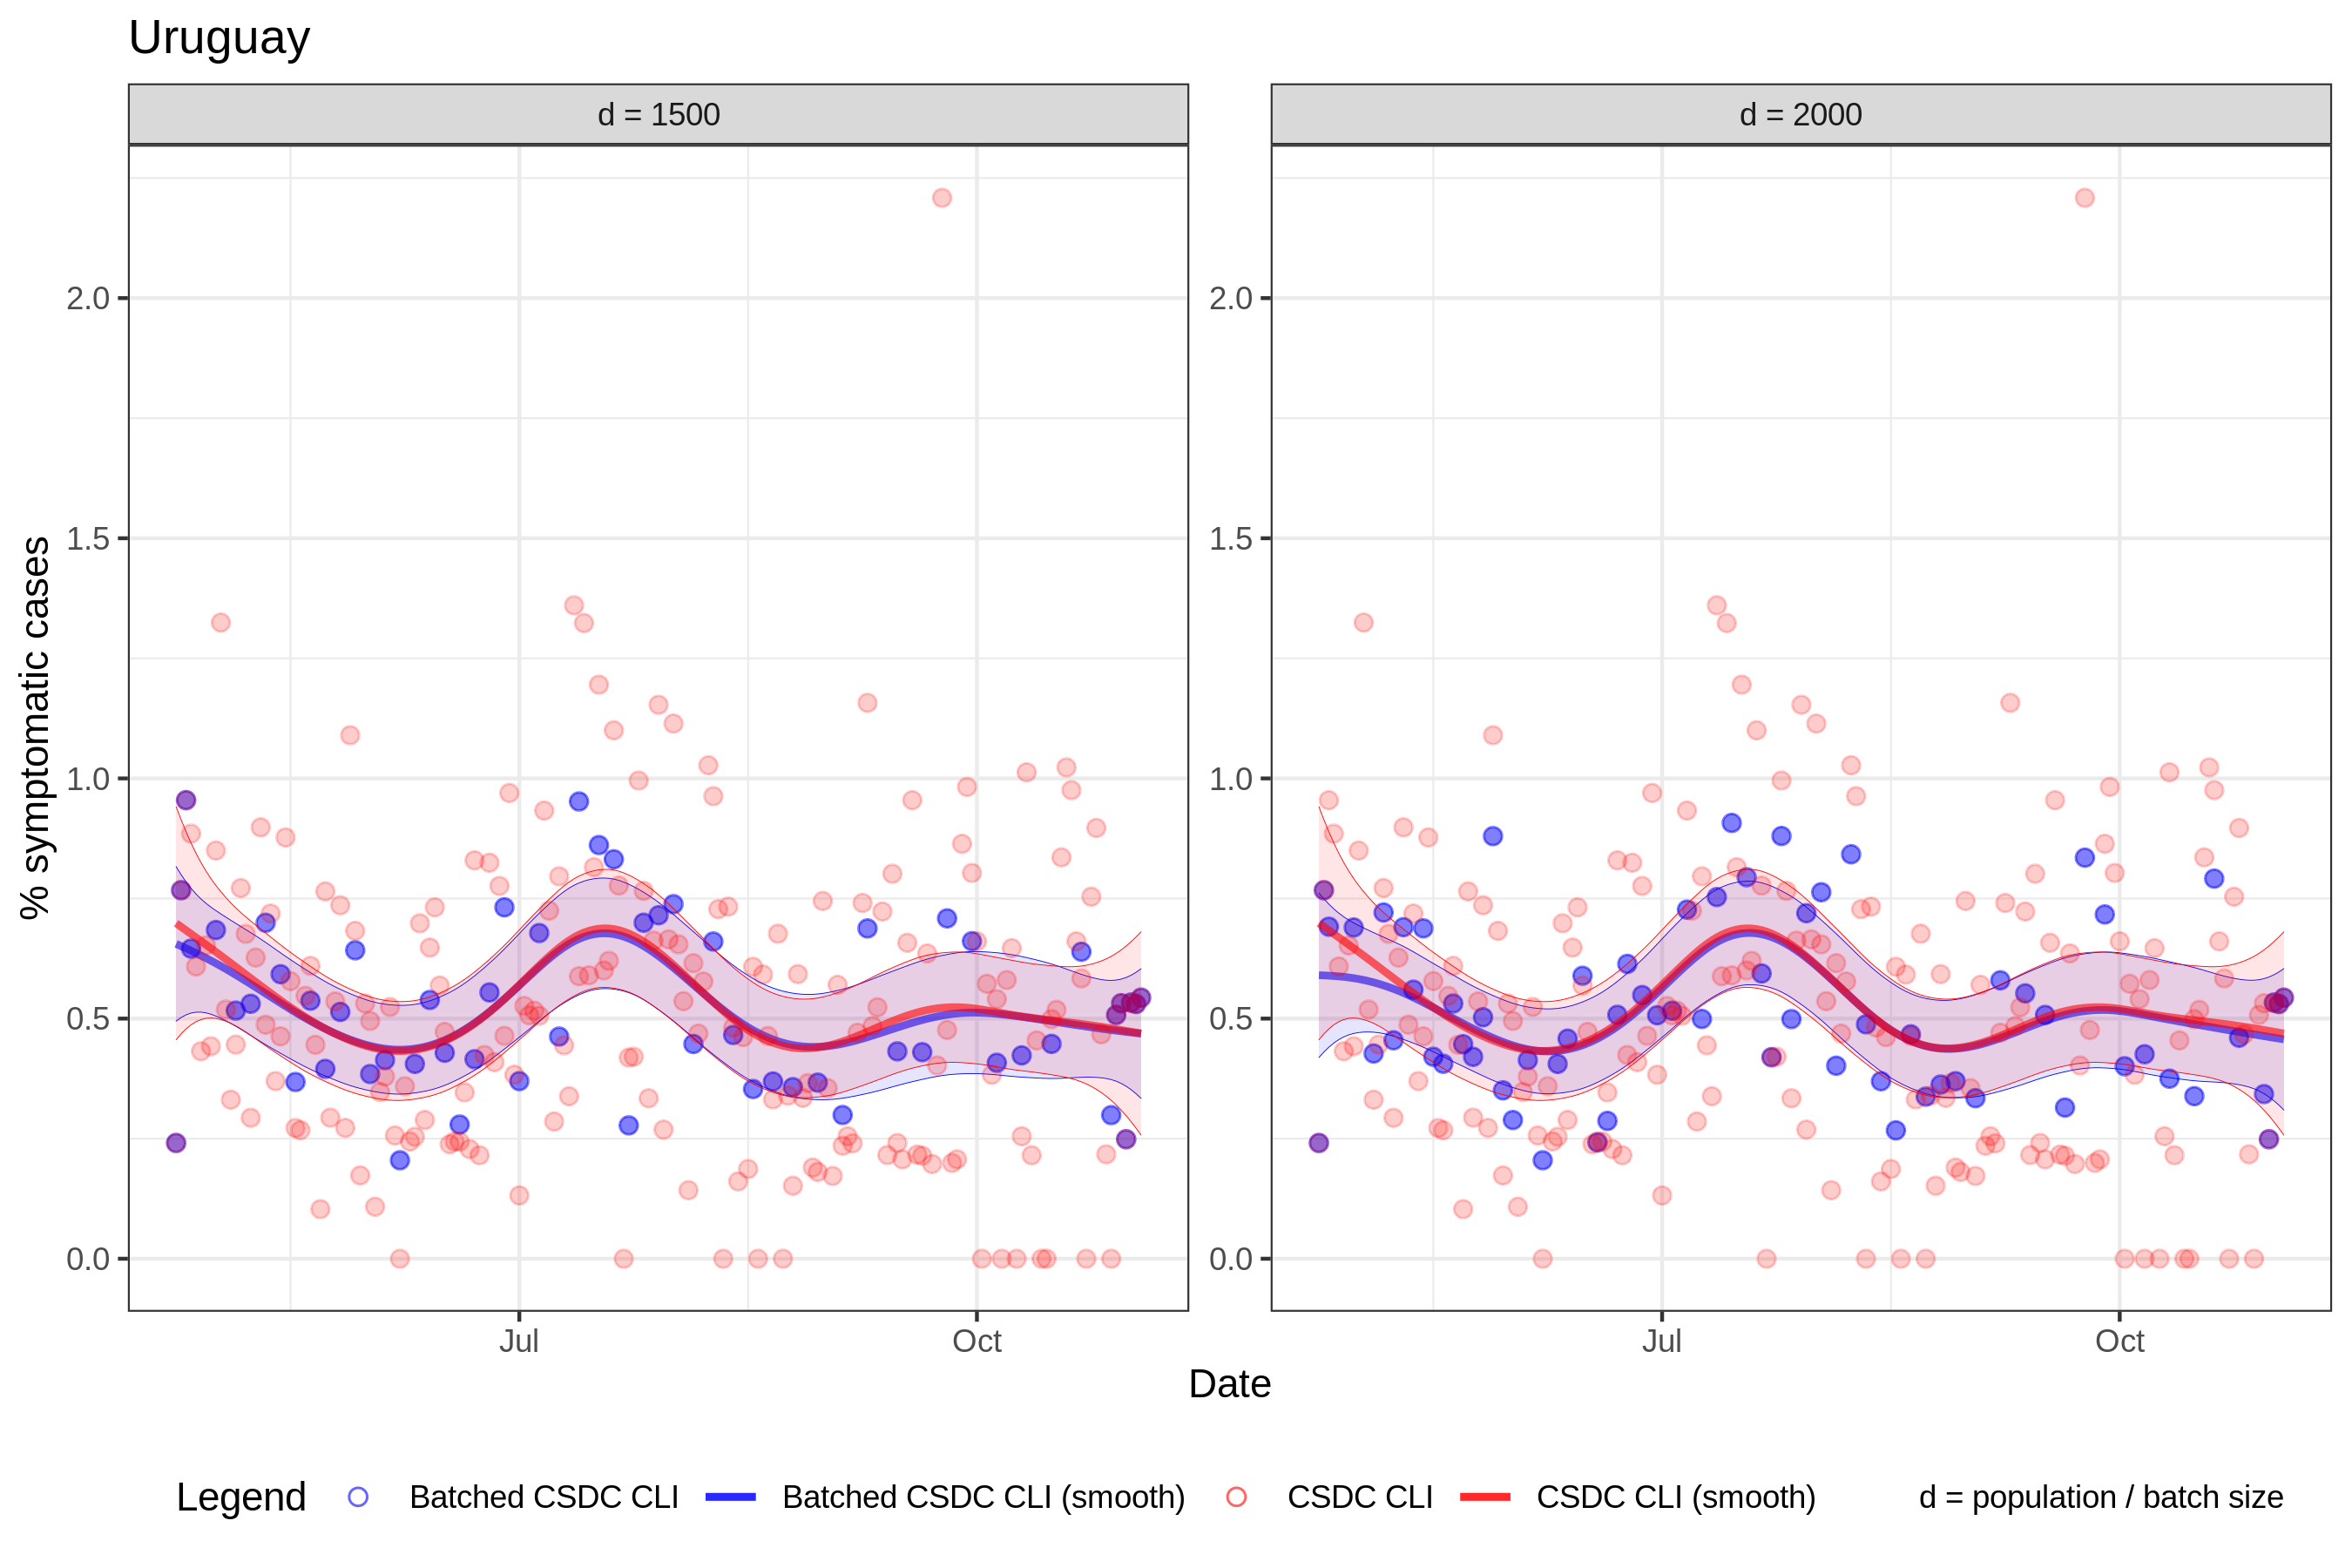 Uruguay
d = 1500
d = 2000
% symptomatic cases
2.0
1.5
1.0
0.5
0.0
2.0
1.5
1.0
0.5
0.0
Jul
Oct
Jul
Oct
Date
Legend Batched CSDC CLI Batched CSDC CLI (smooth) CSDC CLI CSDC CLI (smooth) d = population / batch size